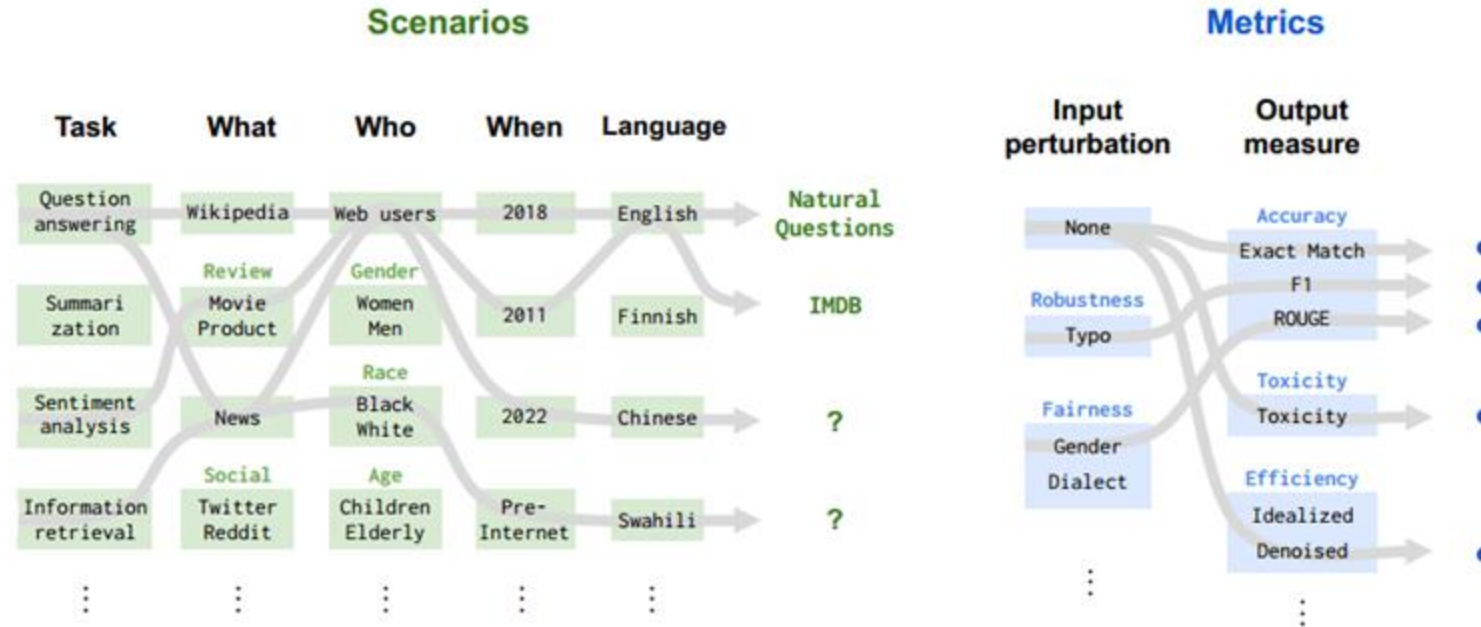 Scenarios
Metrics
Task
What
Who
When
Language
Input
perturbation
Output
measure
Question
answering
Wikipedia
Web users
2018
English
Natural
Questions
Review
Gender
Summari
zation
Movie
Product
Women
Men
2011
Finnish
IMDB
Race
Sentiment
analysis
News
Black
White
2022
Chinese
?
Social
Age
Information
retrieval
Twitter
Reddit
Children
Elderly
Pre-
Internet
Swahili
?
None
Robustness
Typo
Fairness
Gender
Dialect
Accuracy
Exact Match
F1
ROUGE
Toxicity
Toxicity
Efficiency
Idealized
Denoised